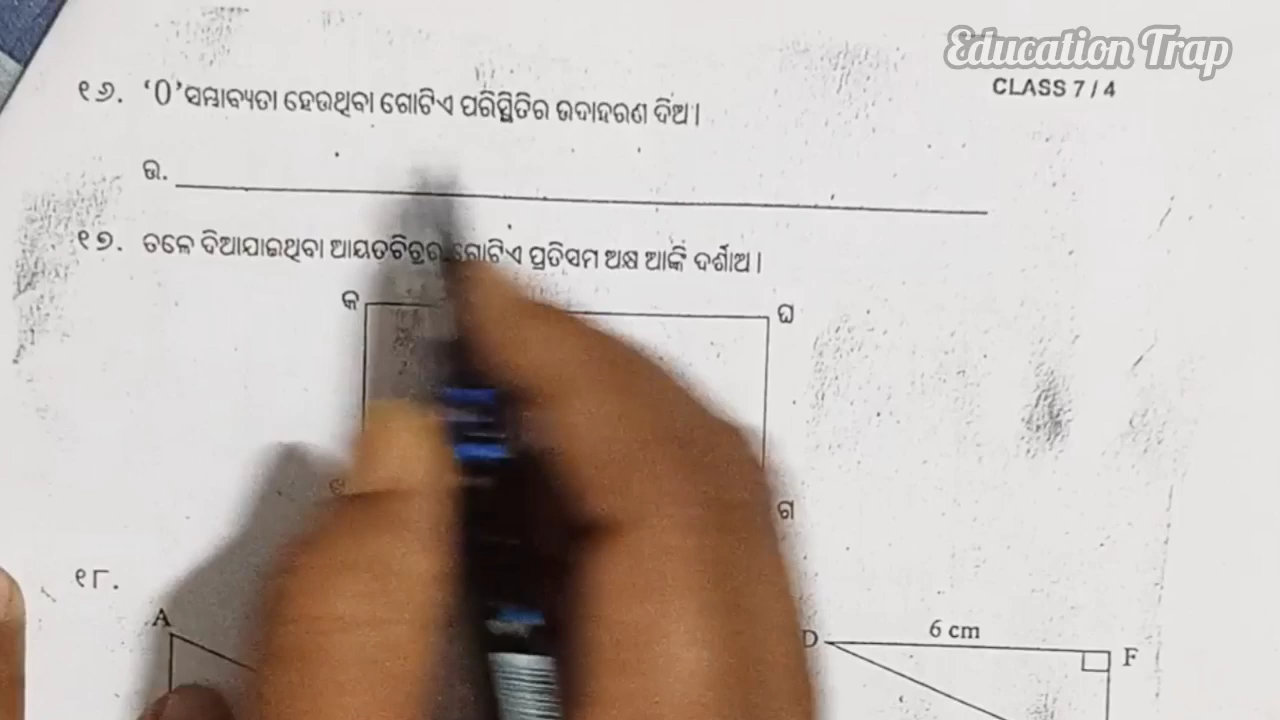 Education Trap
CLASS 7 / 4
୧୬. ‘0’ ସମ୍ଭାବ୍ୟତା ହେଉଥିବା ଗୋଟିଏ ପରିସ୍ଥିତିର ଉଦାହରଣ ଦିଅ।
ଉ.
୧୭. ତଳେ ଦିଆଯାଇଥିବା ଆୟତଚିତ୍ରର ଗୋଟିଏ ପ୍ରତିସମ ଅକ୍ଷ ଆଙ୍କି ଦର୍ଶାଅ।
କ ଘ
ଗ
୧୮.
A
D 6 cm F